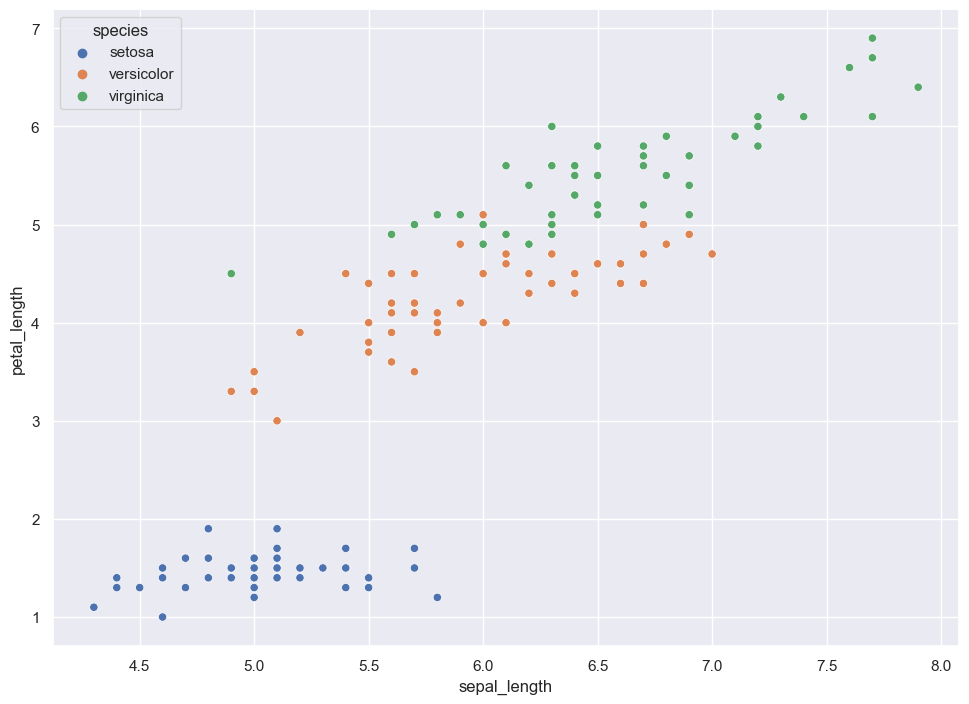 species
setosa
versicolor
virginica
7
6
5
4
3
2
1
petal_length
4.5 5.0 5.5 6.0 6.5 7.0 7.5 8.0
sepal_length